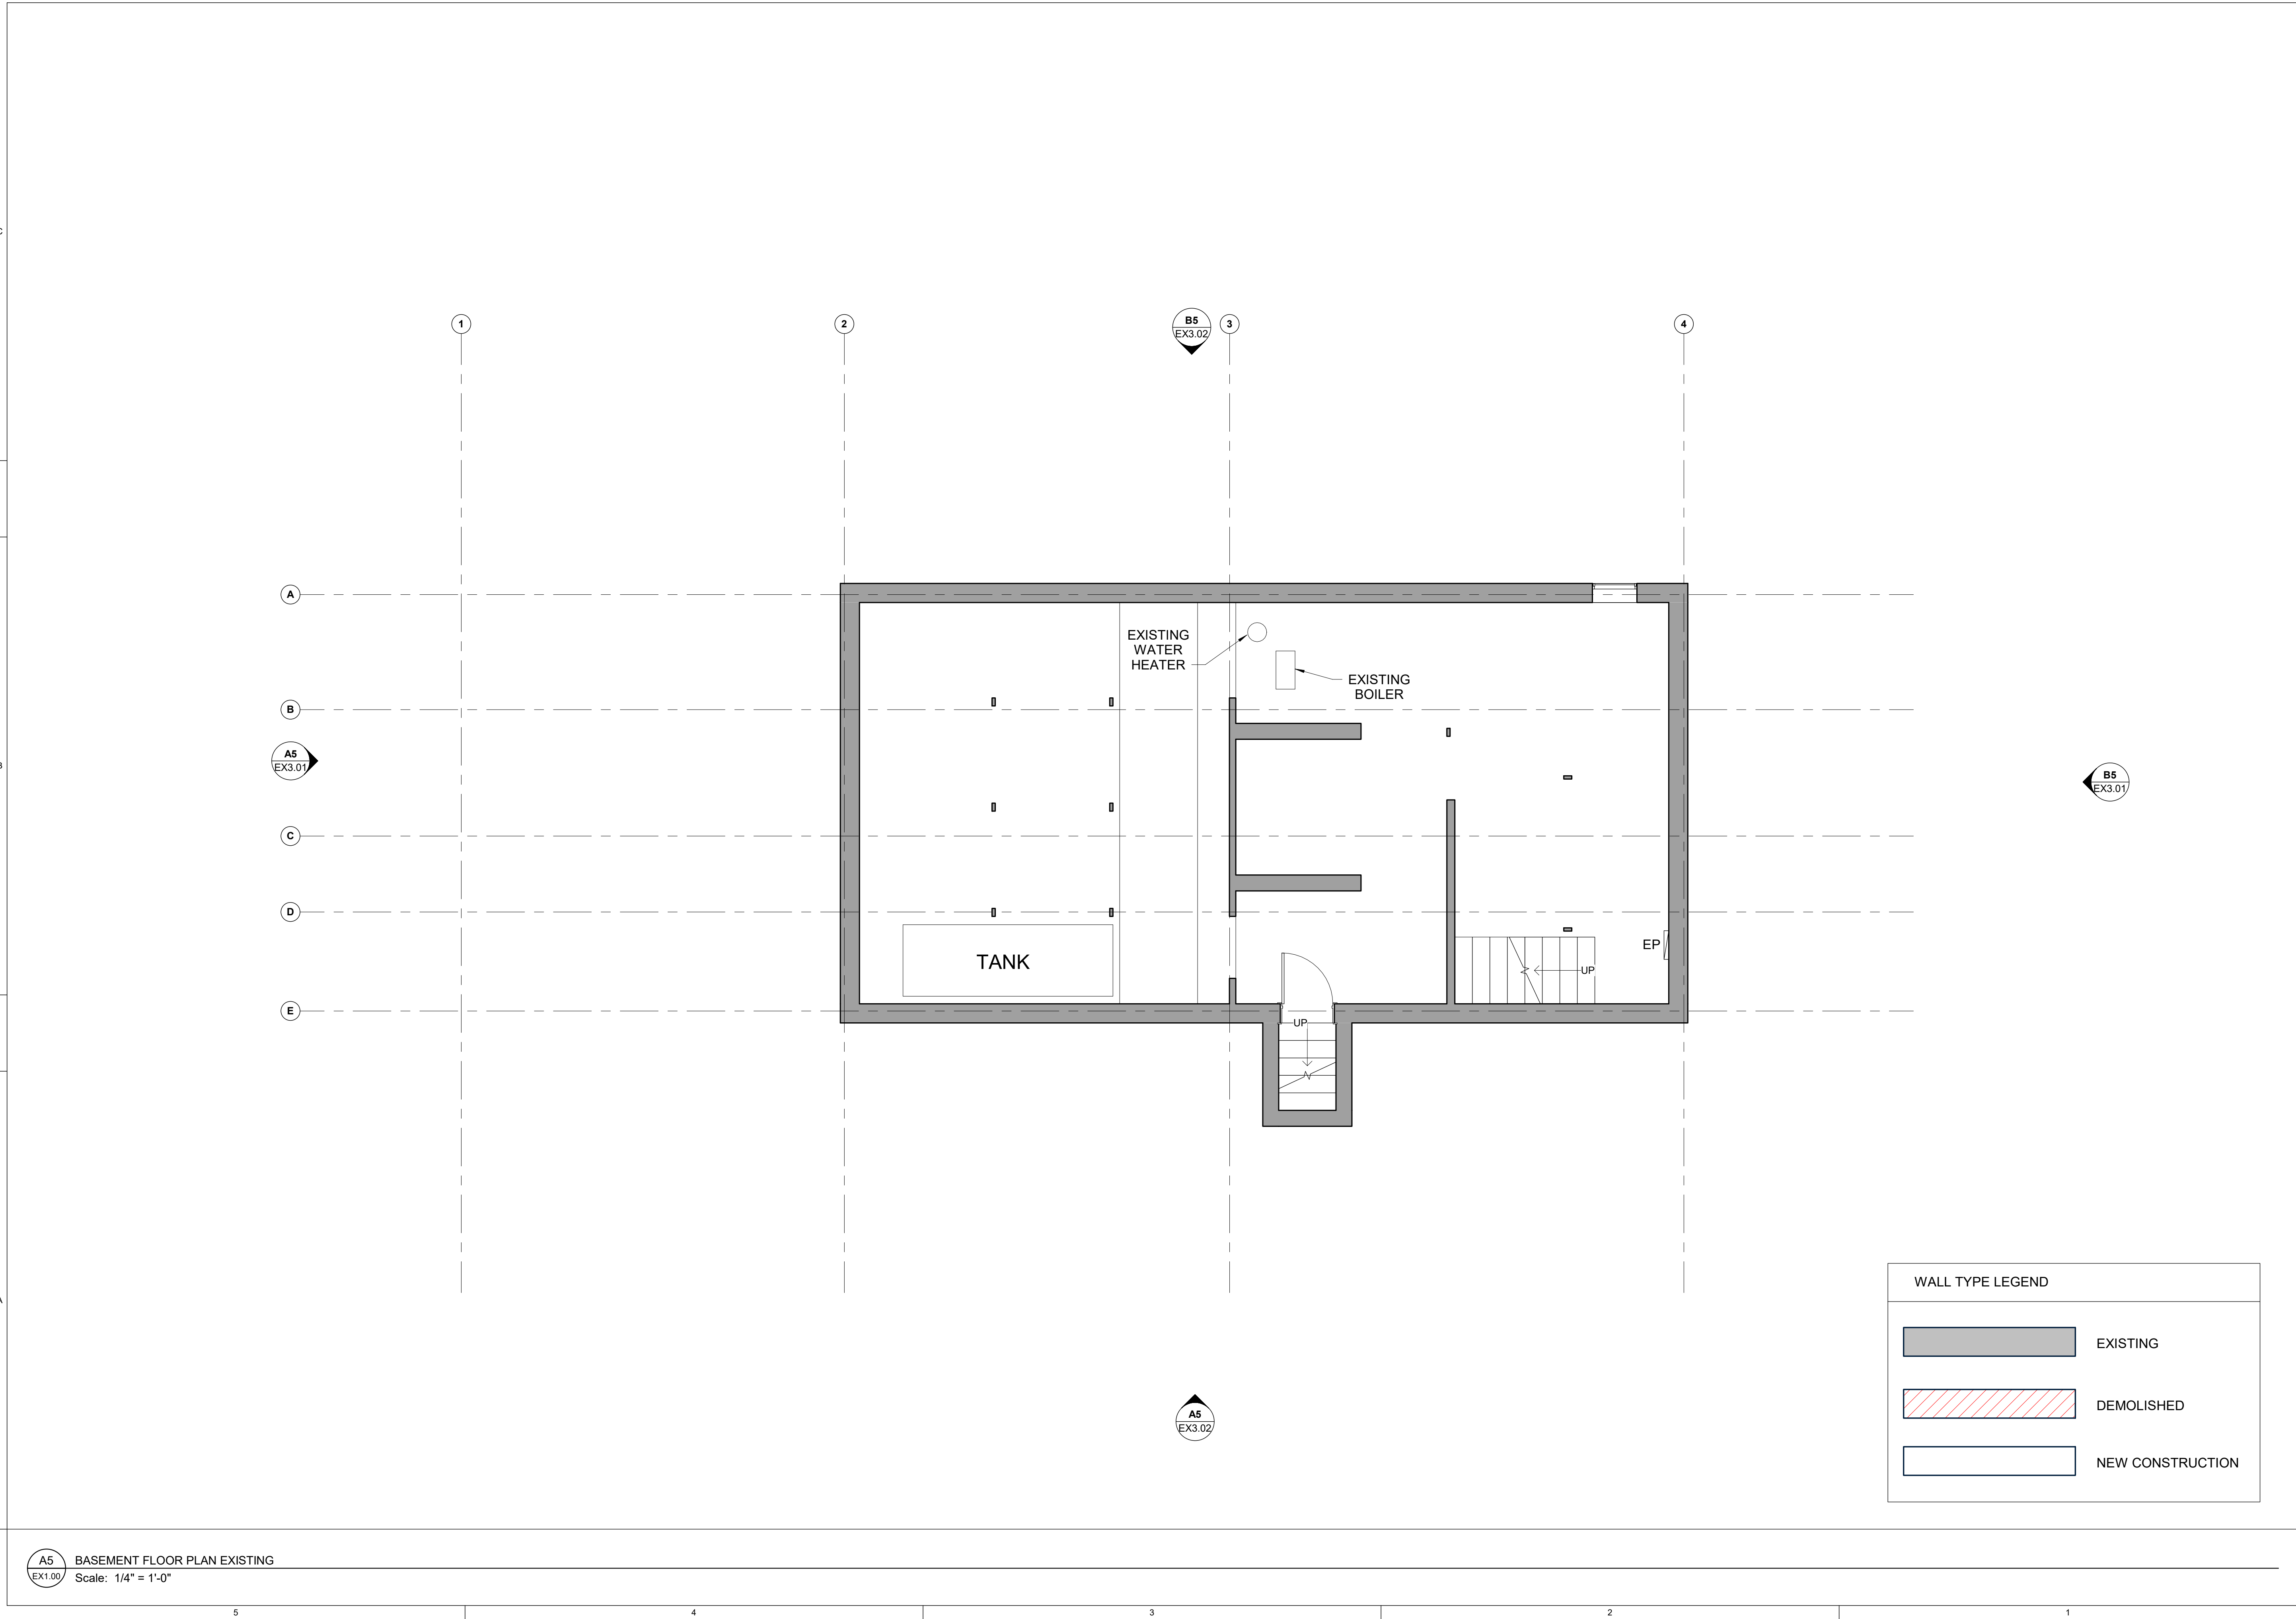 C
1
2
B5
EX3.02
3
4
A
EXISTING
WATER
HEATER
EXISTING
BOILER
B
A5
EX3.01
B5
EX3.01
B
C
D
TANK
EP
UP
E
UP
A
WALL TYPE LEGEND
EXISTING
DEMOLISHED
NEW CONSTRUCTION
A5
EX3.02
A5
EX1.00
BASEMENT FLOOR PLAN EXISTING
Scale: 1/4" = 1'-0"
5
4
3
2
1